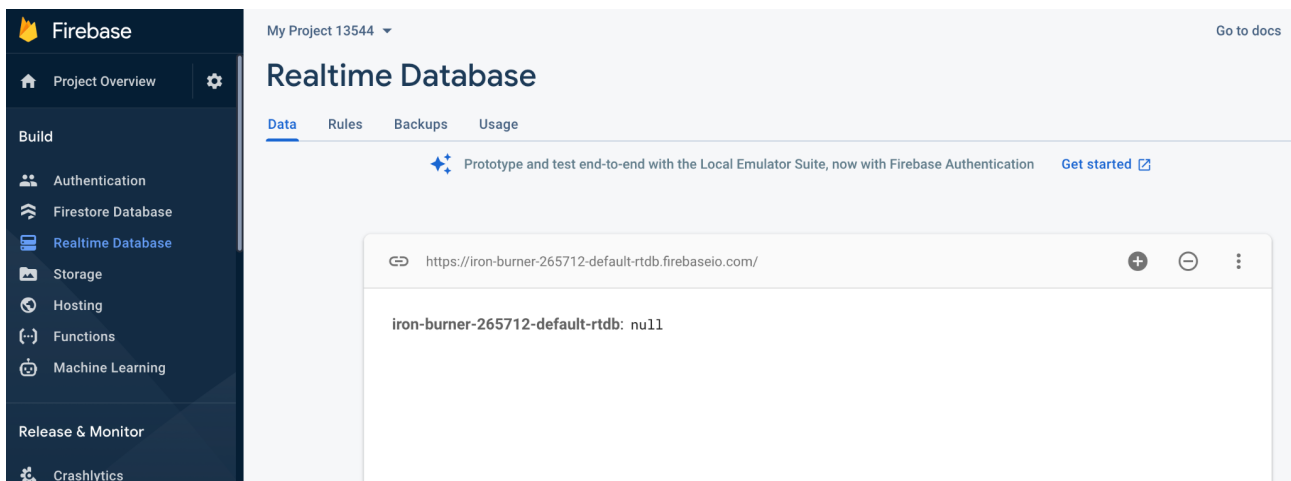 Firebase
Project Overview
Build
Authentication
Firestore Database
Realtime Database
Storage
Hosting
Functions
Machine Learning
Release & Monitor
Crashlytics
My Project 13544
Go to docs
Realtime Database
Data Rules Backups Usage
Prototype and test end-to-end with the Local Emulator Suite, now with Firebase Authentication Get started
https://iron-burner-265712-default-rtdb.firebaseio.com/
iron-burner-265712-default-rtdb: null